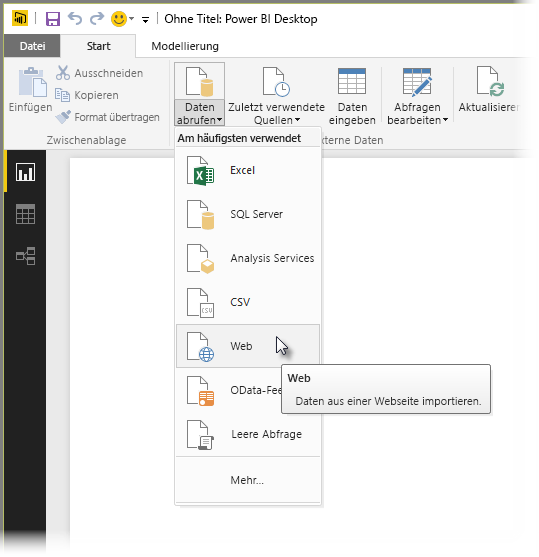 Ohne Titel: Power BI Desktop
Datei Start Modellierung
Einfügen
Ausschneiden
Kopieren
Format übertragen
Zwischenablage
Daten
abrufen
Zuletzt verwendete
Quellen
Daten
eingeben
Abfragen
bearbeiten
Aktualisieren
xterne Daten
Am häufigsten verwendet
Excel
SQL Server
Analysis Services
CSV
Web
OData-Fee
Leere Abfrage
Mehr...
Web
Daten aus einer Webseite importieren.